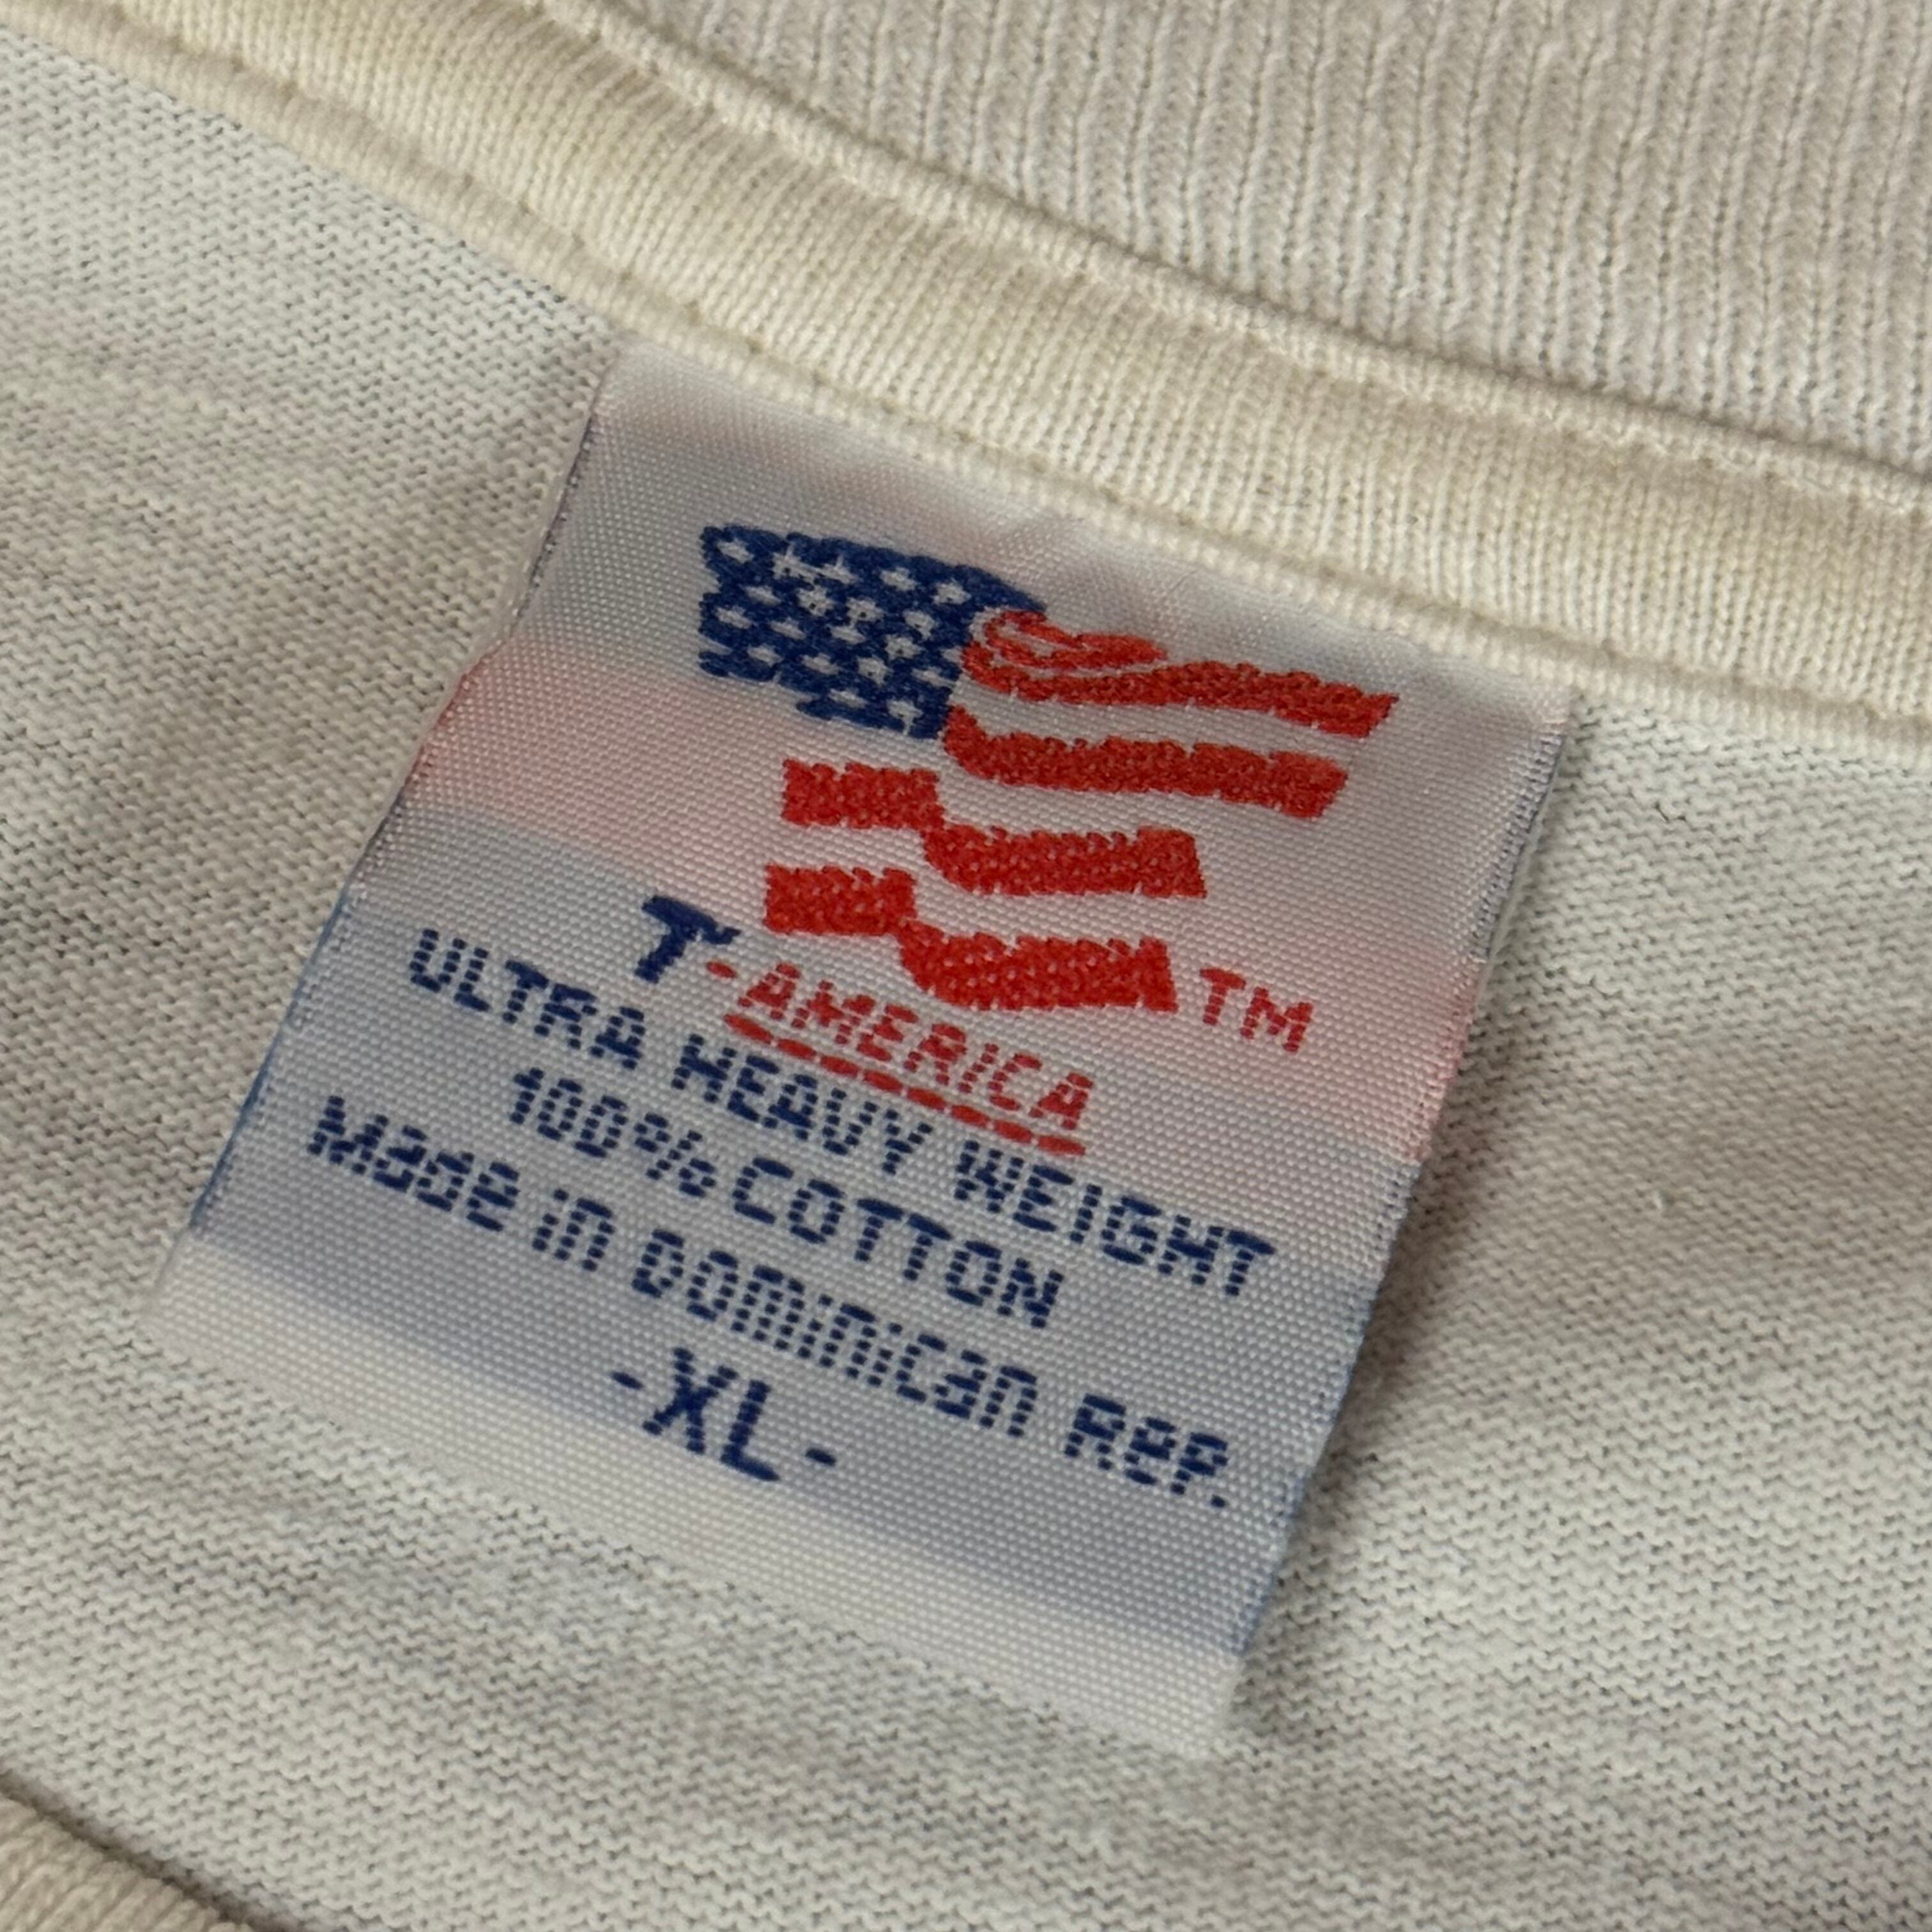 T-AMERICA TM
ULTRA HEAVY WEIGHT
100% COTTON
Made in Dominican Rep.
-XL-